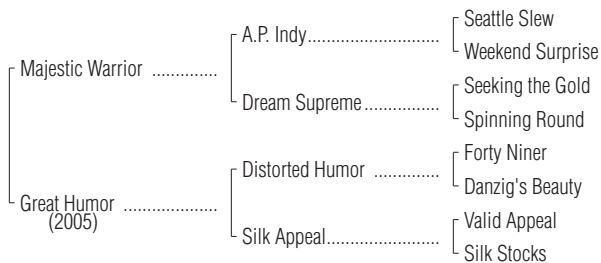 Seattle Slew
A.P. Indy..............................
Weekend Surprise
Majestic Warrior ...............
Seeking the Gold
Dream Supreme.................
Spinning Round
Forty Niner
Distorted Humor ...............
Danzig's Beauty
Great Humor .....................
(2005)
Valid Appeal
Silk Appeal..........................
Silk Stocks